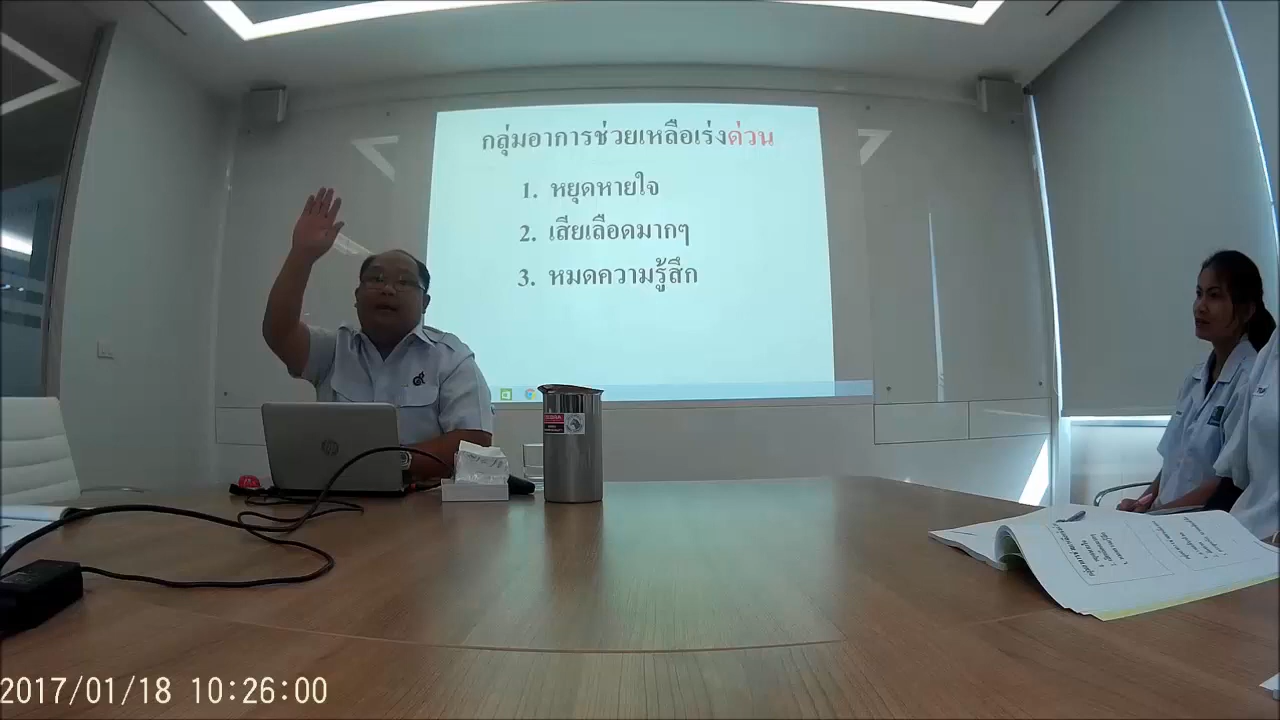 กลุ่มอาการช่วยเหลือเร่งด่วน
1. หยุดหายใจ
2. เสียเลือดมากๆ
3. หมดความรู้สึก
hp
2017/01/18 10:26:00